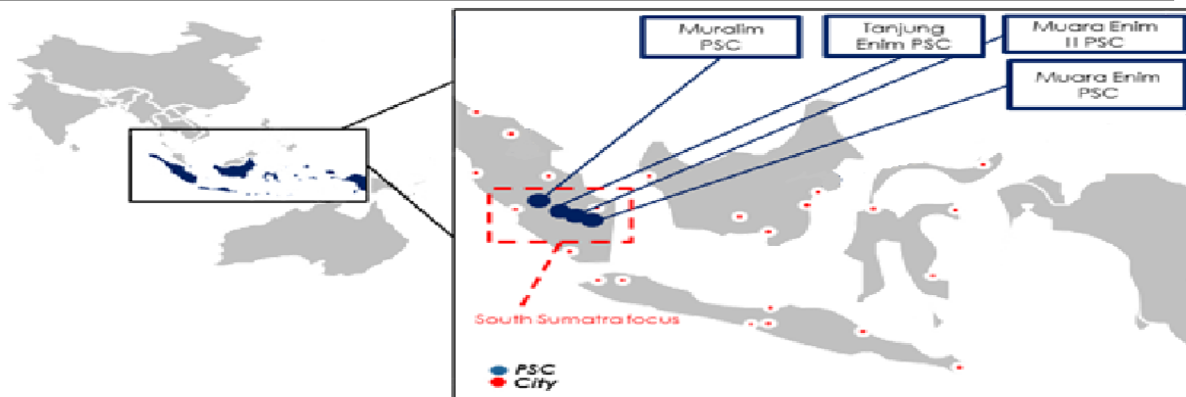 Muralim
PSC
Tanjung
Enim PSC
Muara Enim
II PSC
Muara Enim
PSC
South Sumatra focus
PSC
City